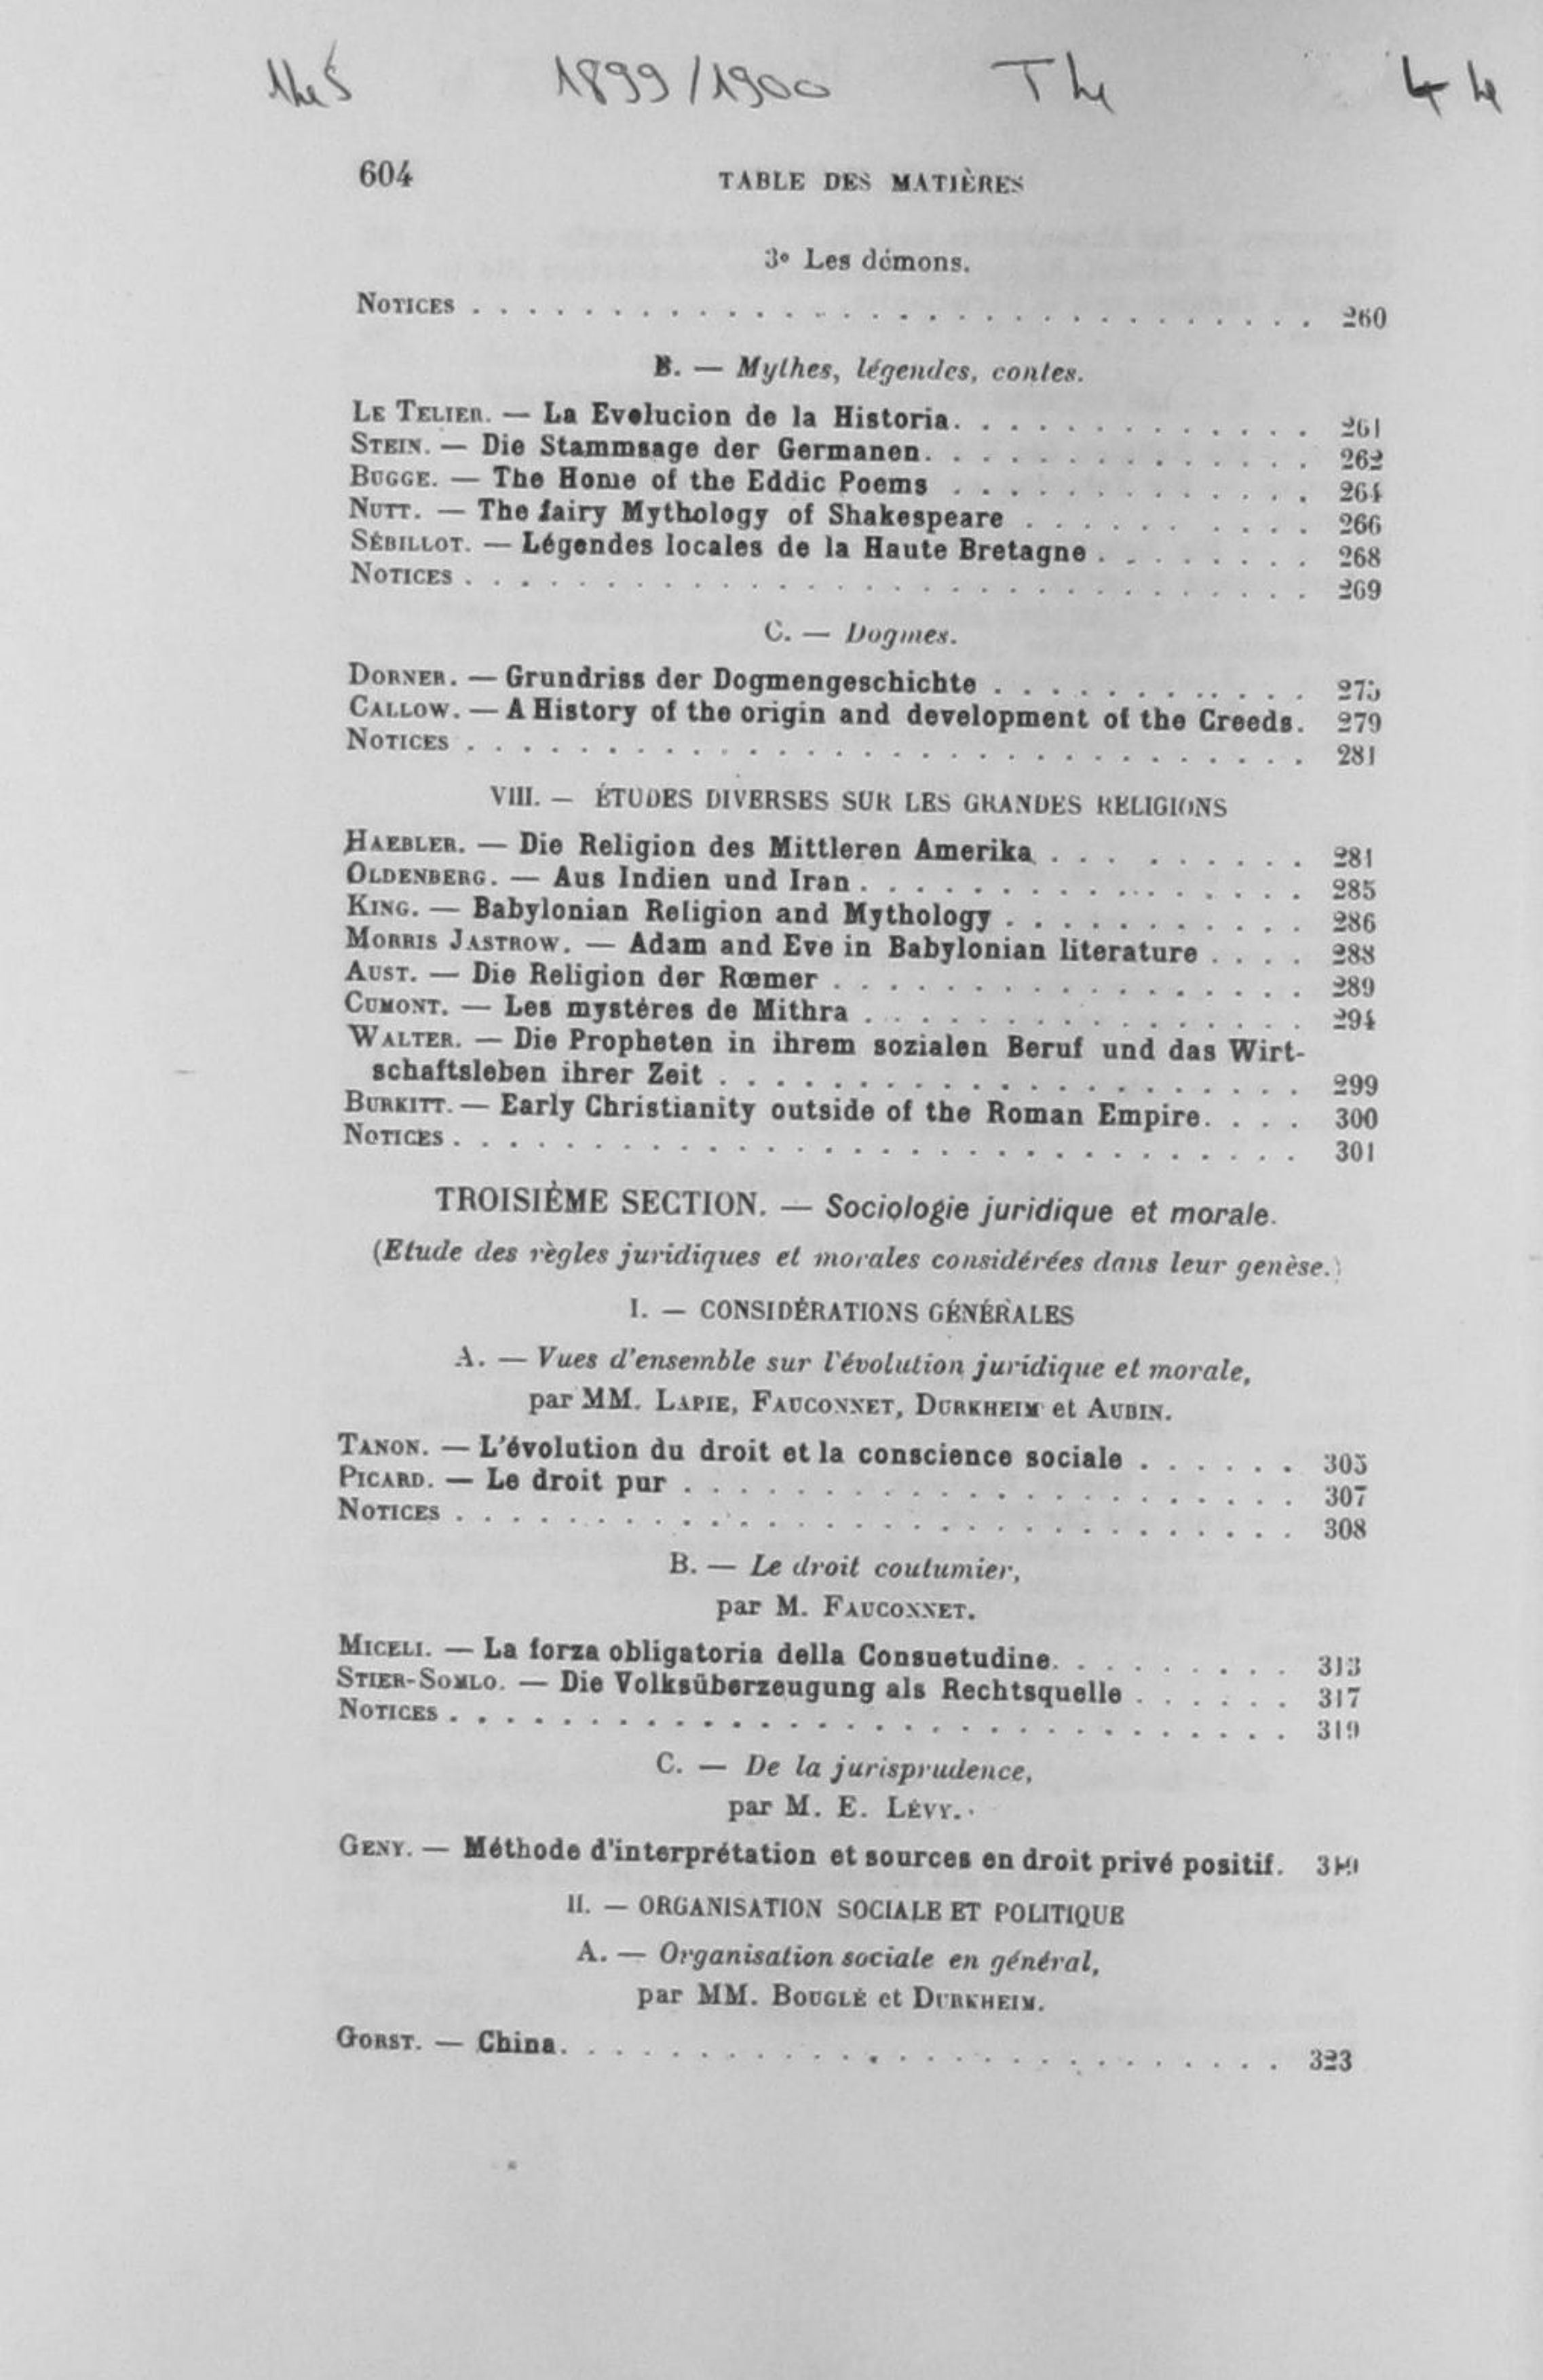 1899/1900 T4 44
604 TABLE DES MATIÈRES
3o Les démons.
NOTICES . . . . . . . . . . . . . . . . . . . . . . . . . . . . . . 260
B. — Mythes, légendes, contes.
LE TELIER. — La Evolucion de la Historia. . . . . . . . . . . . . . 261
STEIN. — Die Stammsage der Germanen. . . . . . . . . . . . . . . 262
BUGGE. — The Home of the Eddic Poems . . . . . . . . . . . . . . 264
NUTT. — The fairy Mythology of Shakespeare . . . . . . . . . . . 266
SÉBILLOT. — Légendes locales de la Haute Bretagne . . . . . . . . 268
NOTICES . . . . . . . . . . . . . . . . . . . . . . . . . . . . . . 269
C. — Dogmes.
DORNER. — Grundriss der Dogmengeschichte . . . . . . . . . . . . 275
CALLOW. — A History of the origin and development of the Creeds. 279
NOTICES . . . . . . . . . . . . . . . . . . . . . . . . . . . . . . 281
VIII. — ÉTUDES DIVERSES SUR LES GRANDES RELIGIONS
HAEBLER. — Die Religion des Mittleren Amerika . . . . . . . . . . 281
OLDENBERG. — Aus Indien und Iran . . . . . . . . . . . . . . . . 285
KING. — Babylonian Religion and Mythology . . . . . . . . . . . 286
MORRIS JASTROW. — Adam and Eve in Babylonian literature . . . . 288
AUST. — Die Religion der Rœmer . . . . . . . . . . . . . . . . . 289
CUMONT. — Les mystères de Mithra . . . . . . . . . . . . . . . . 294
WALTER. — Die Propheten in ihrem sozialen Beruf und das Wirt-
schaftsleben ihrer Zeit . . . . . . . . . . . . . . . . . . . . . 299
BURKITT. — Early Christianity outside of the Roman Empire. . . . 300
NOTICES . . . . . . . . . . . . . . . . . . . . . . . . . . . . . . 301
TROISIÈME SECTION. — Sociologie juridique et morale.
(Etude des règles juridiques et morales considérées dans leur genèse.)
I. — CONSIDÉRATIONS GÉNÉRALES
A. — Vues d'ensemble sur l'évolution juridique et morale,
par MM. LAPIE, FAUCONNET, DURKHEIM et AUBIN.
TANON. — L'évolution du droit et la conscience sociale . . . . . . 305
PICARD. — Le droit pur . . . . . . . . . . . . . . . . . . . . . . 307
NOTICES . . . . . . . . . . . . . . . . . . . . . . . . . . . . . . 308
B. — Le droit coutumier,
par M. FAUCONNET.
MICELI. — La forza obligatoria della Consuetudine. . . . . . . . . 313
STIER-SOMLO. — Die Volksüberzeugung als Rechtsquelle . . . . . . 317
NOTICES . . . . . . . . . . . . . . . . . . . . . . . . . . . . . . 319
C. — De la jurisprudence,
par M. E. LÉVY.
GENY. — Méthode d'interprétation et sources en droit privé positif.
II. — ORGANISATION SOCIALE ET POLITIQUE
A. — Organisation sociale en général,
par MM. BOUGLÉ et DURKHEIM.
GORST. — China. . . . . . . . . . . . . . . . . . . . . . . . . . 323